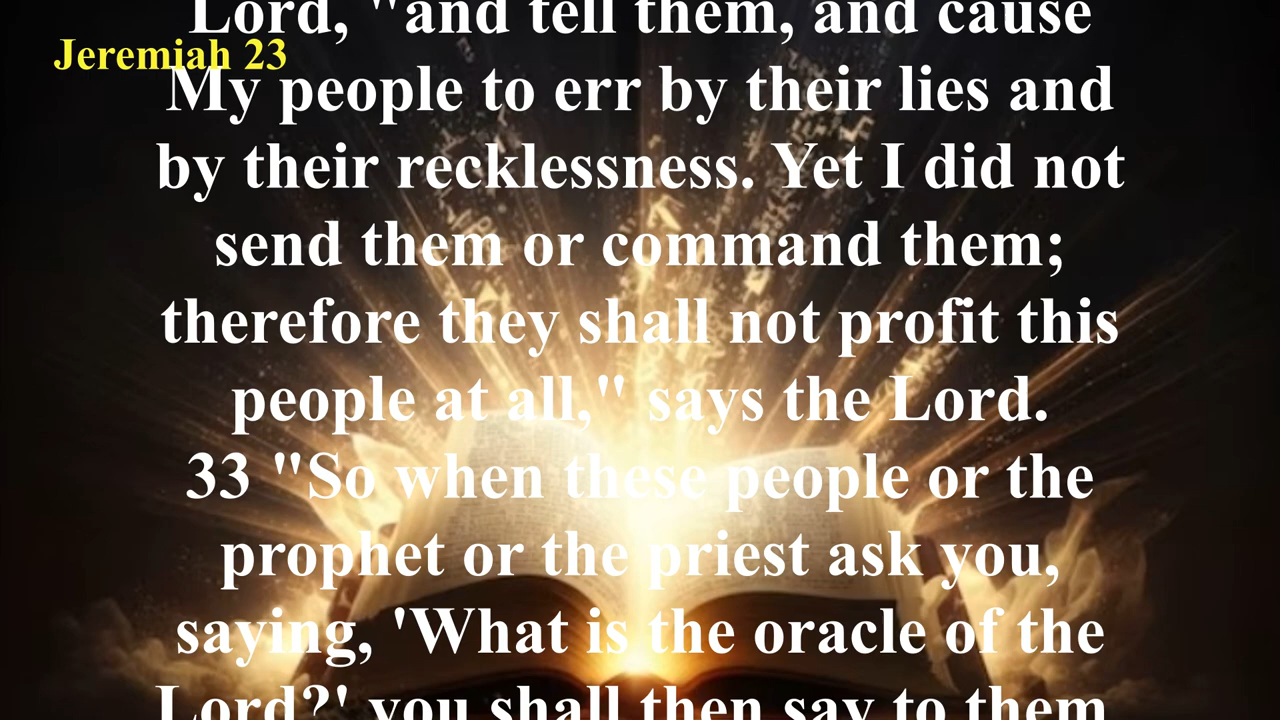 Lord, "and tell them, and cause
Jeremiah 23
My people to err by their lies and
by their recklessness. Yet I did not
send them or command them;
therefore they shall not profit this
people at all," says the Lord.
33 "So when these people or the
prophet or the priest ask you,
saying, 'What is the oracle of the
Lord?' you shall then say to them